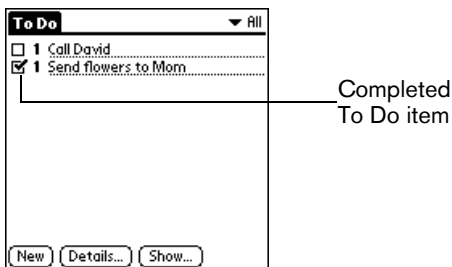 To Do
All
1 Call David
1 Send flowers to Mom
Completed
To Do item
New Details... Show...